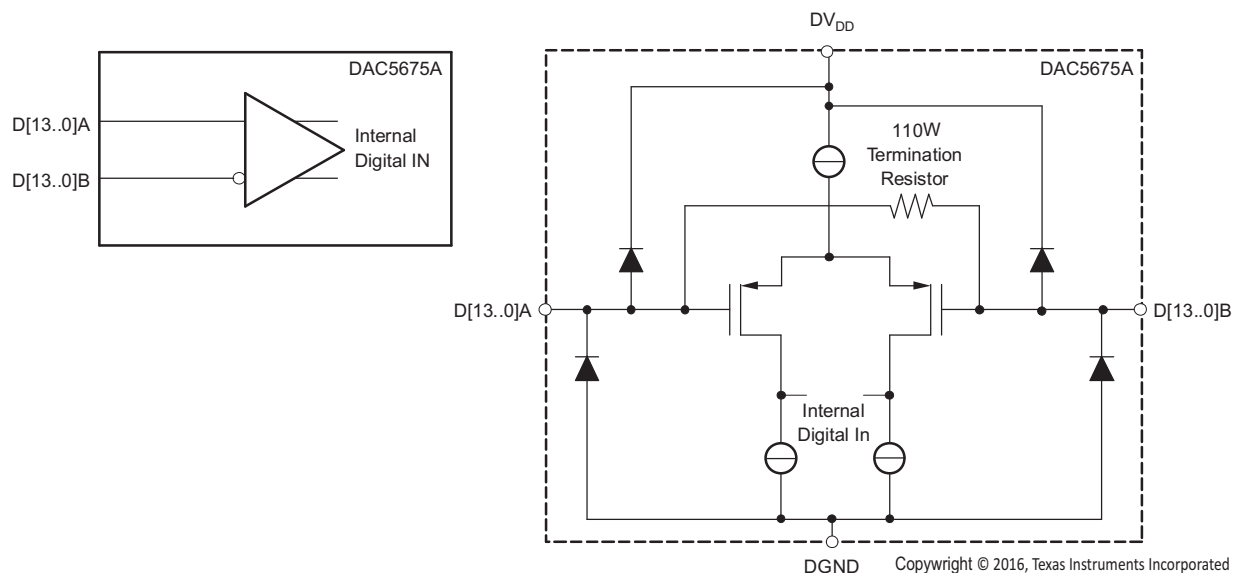 DAC5675A
D[13..0]A
D[13..0]B
Internal
Digital IN
DVDD
DAC5675A
110W
Termination
Resistor
D[13..0]A
D[13..0]B
Internal
Digital In
DGND
Copywright © 2016, Texas Instruments Incorporated